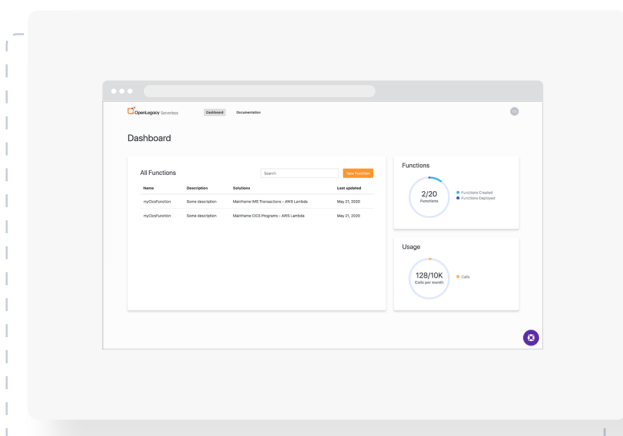 OpenLegacy Serverless
Dashboard
Documentation
Dashboard
All Functions
Search
New Function
Name Description Solutions Last updated
myCicsFunction Some description Mainframe IMS Transactions - AWS Lambda May 21, 2020
myCicsFunction Some description Mainframe CICS Programs - AWS Lambda May 21, 2020
Functions
2/20
Functions
Functions Created
Functions Deployed
Usage
128/10K
Calls per month
Calls